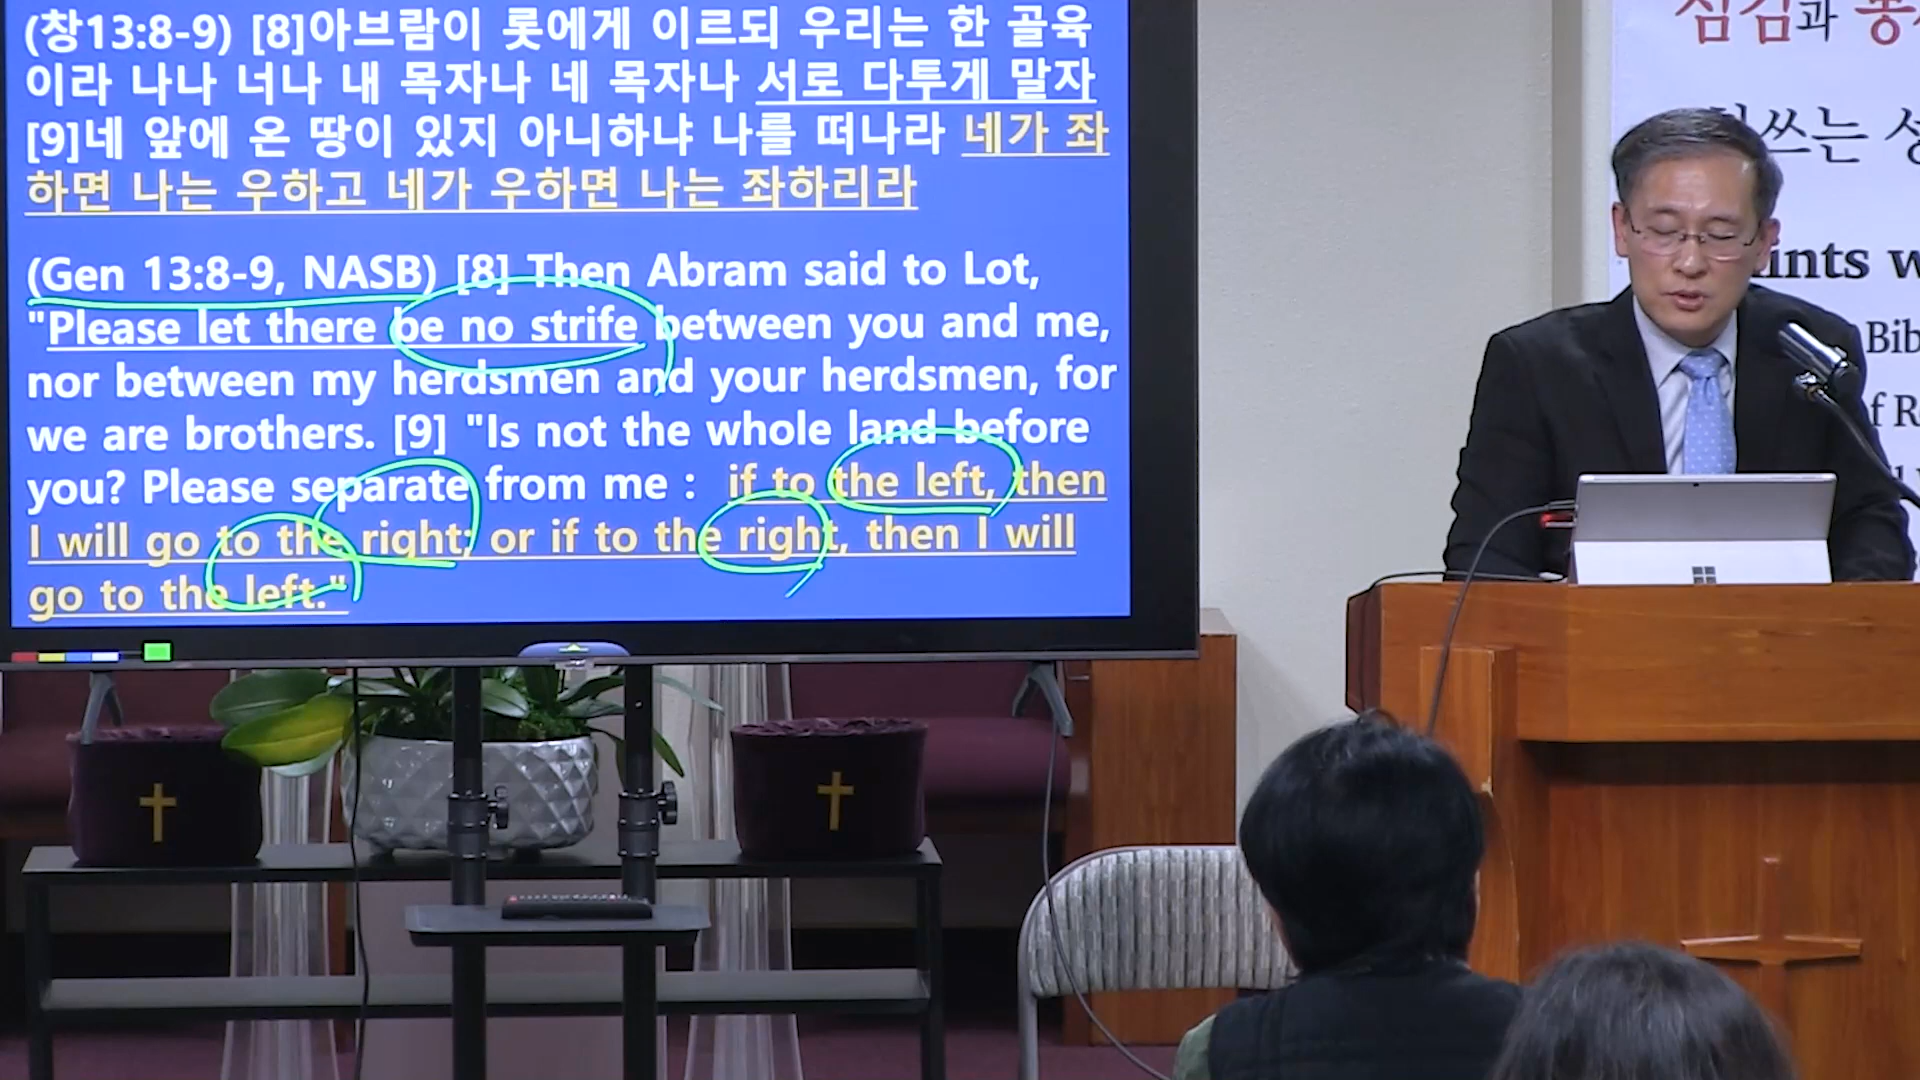 (창13:8-9) [8]아브람이 롯에게 이르되 우리는 한 골육
이라 나나 너나 내 목자나 네 목자나 서로 다투게 말자
[9]네 앞에 온 땅이 있지 아니하냐 나를 떠나라 네가 좌
하면 나는 우하고 네가 우하면 나는 좌하리라
(Gen 13:8-9, NASB) [8] Then Abram said to Lot,
"Please let there be no strife between you and me,
nor between my herdsmen and your herdsmen, for
we are brothers. [9] "Is not the whole land before
you? Please separate from me : if to the left, then
I will go to the right; or if to the right, then I will
go to the left."
섬김과
쓰는
ints w
Bib
f R